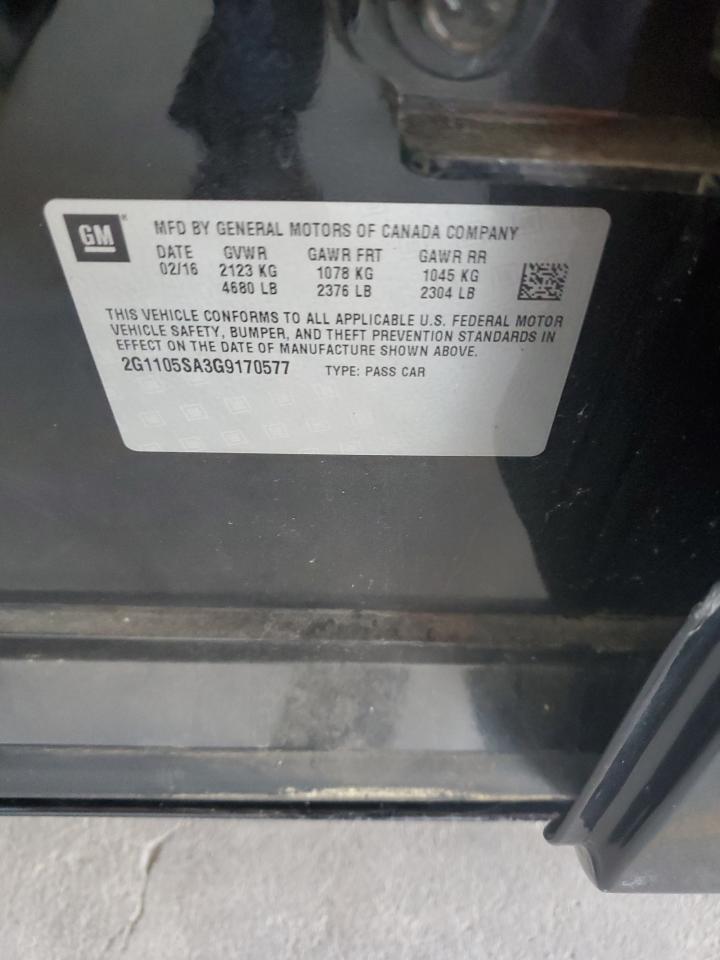 GM® MFD BY GENERAL MOTORS OF CANADA COMPANY
DATE GVWR GAWR FRT GAWR RR
02/16 2123 KG 1078 KG 1045 KG
4680 LB 2376 LB 2304 LB
THIS VEHICLE CONFORMS TO ALL APPLICABLE U.S. FEDERAL MOTOR
VEHICLE SAFETY, BUMPER, AND THEFT PREVENTION STANDARDS IN
EFFECT ON THE DATE OF MANUFACTURE SHOWN ABOVE.
2G1105SA3G9170577 TYPE: PASS CAR